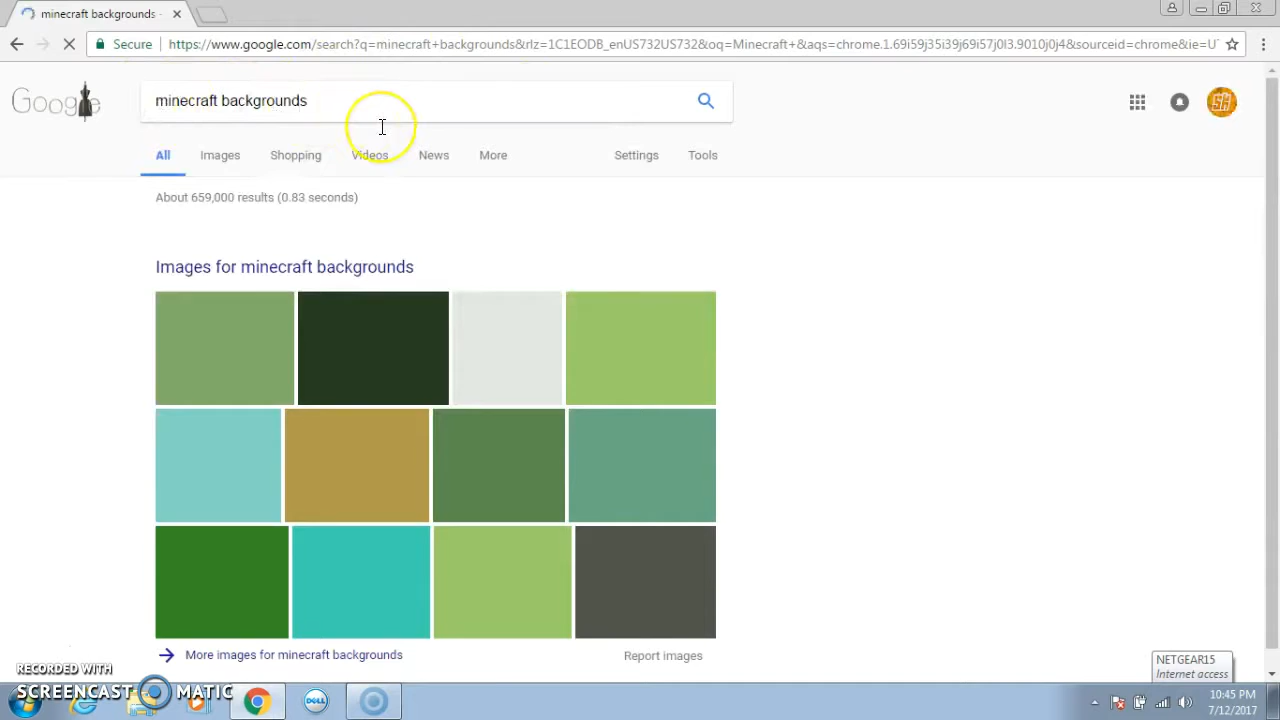 minecraft backgrounds -
Secure
https://www.google.com/search?q=minecraft+backgrounds&rlz=1C1EODB_enUS732US732&oq=Minecraft+&aqs=chrome.1.69i59j35i39j69i57j0l3.9010j0j4&sourceid=chrome&ie=U
Google
minecraft backgrounds
All Images Shopping Videos News More Settings Tools
About 659,000 results (0.83 seconds)
Images for minecraft backgrounds
More images for minecraft backgrounds
Report images
RECORDED WITH
SCREENCAST MATIC
NETGEAR15
Internet access
DELL
10:45 PM
7/12/2017